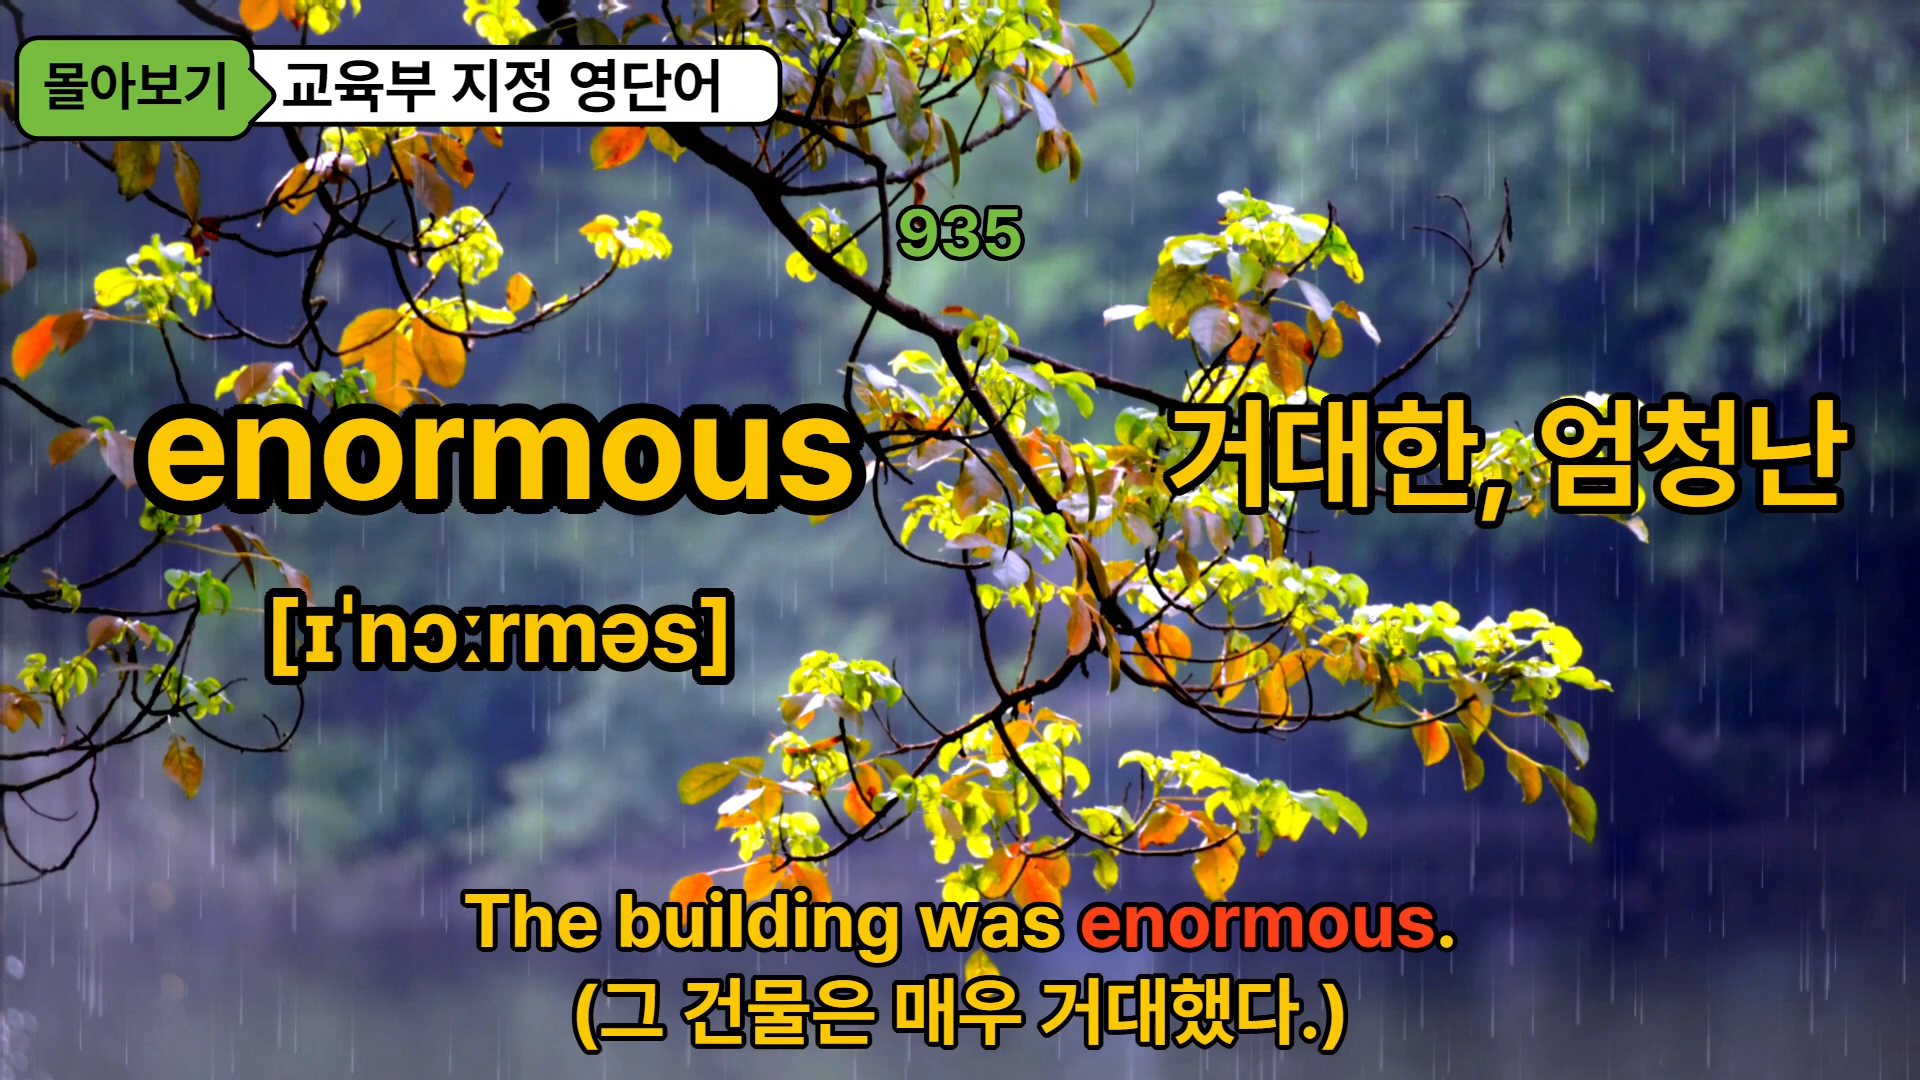 몰아보기 교육부 지정 영단어
935
enormous 거대한, 엄청난
[ɪˈnɔːrməs]
The building was enormous.
(그 건물은 매우 거대했다.)